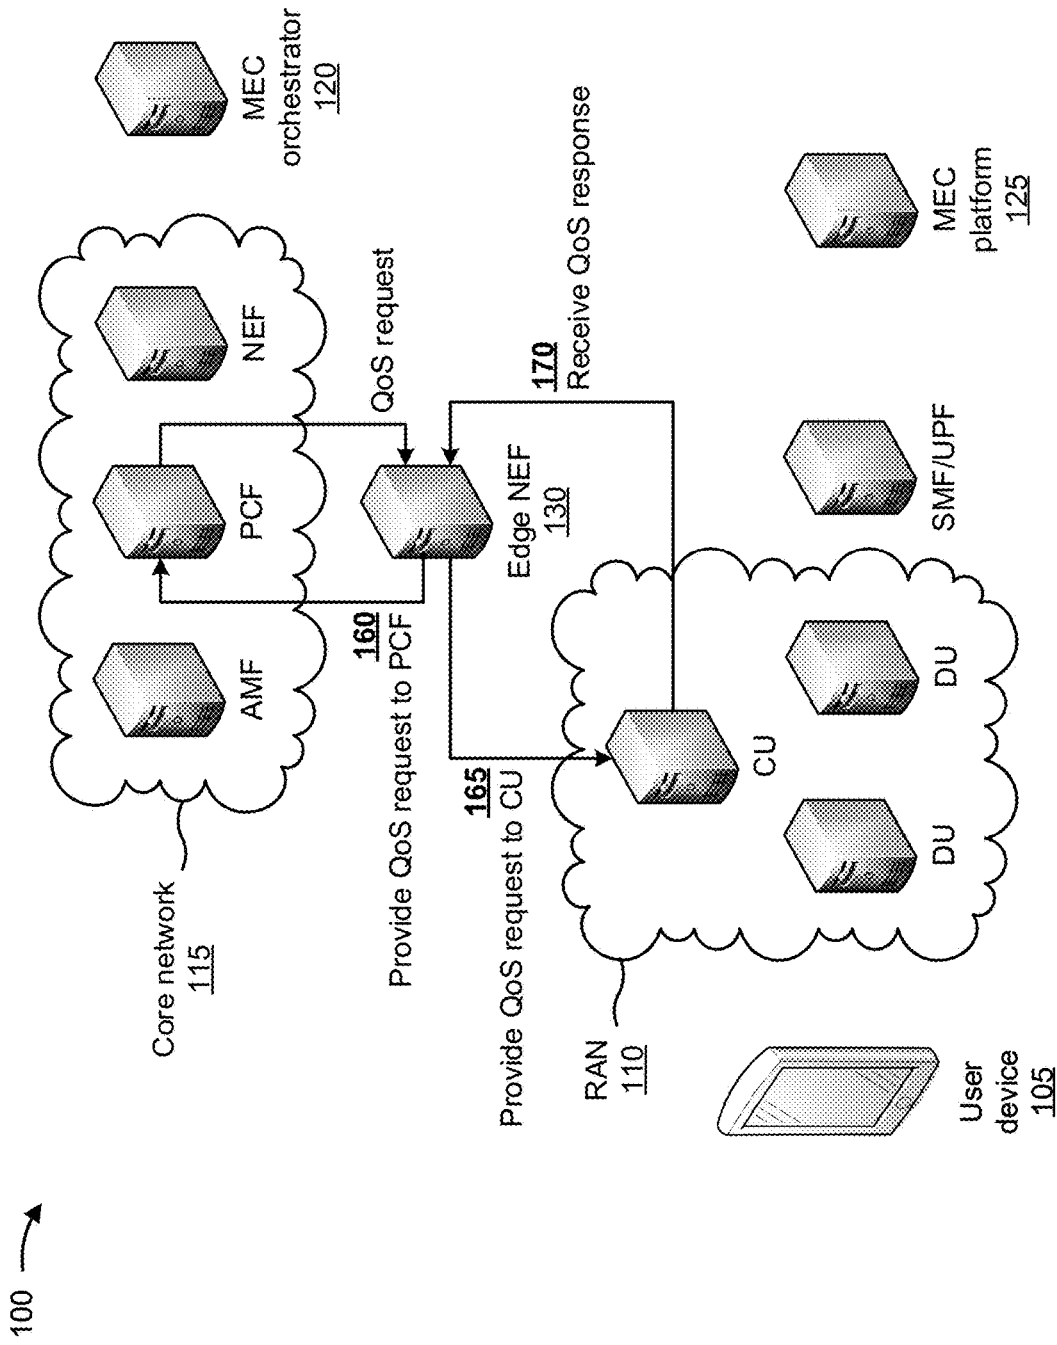 100
Core network
115
AMF
PCF
NEF
MEC
orchestrator
120
160
Provide QoS request to PCF
QoS request
Edge NEF
130
165
Provide QoS request to CU
170
Receive QoS response
RAN
110
CU
DU
DU
SMF/UPF
MEC
platform
125
User
device
105